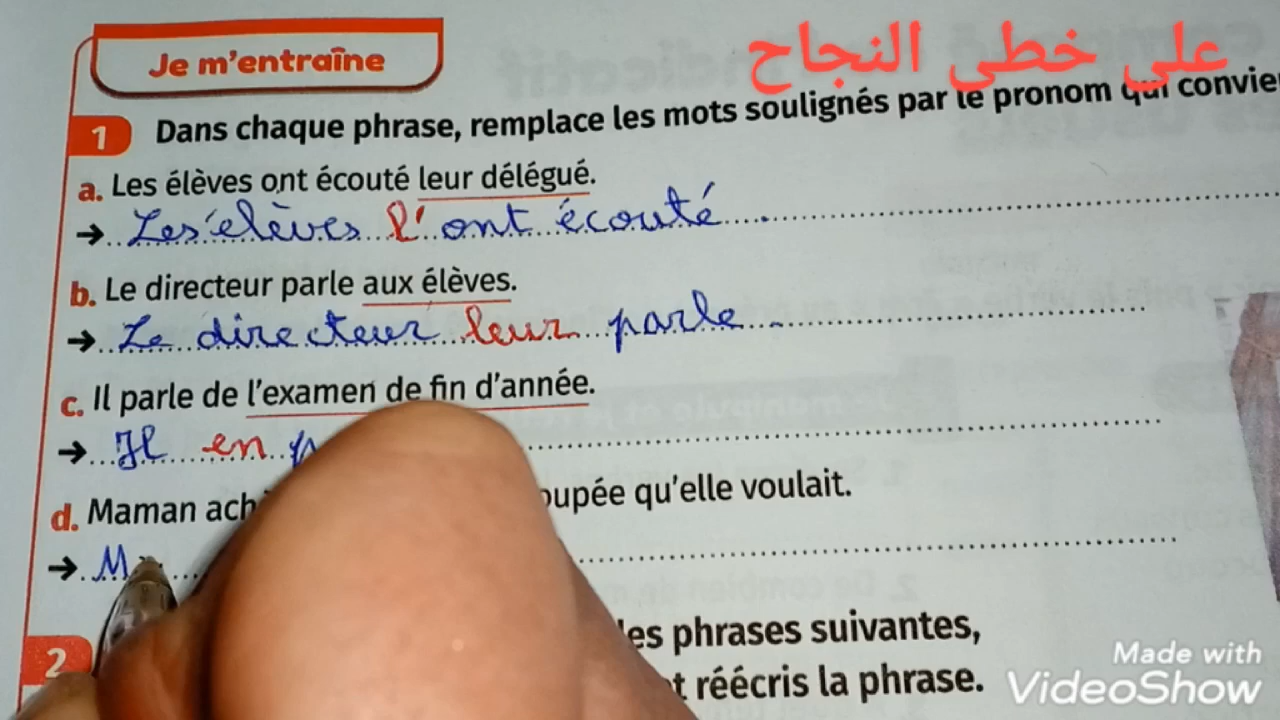 على خطى النجاح
Je m'entraîne
1 Dans chaque phrase, remplace les mots soulignés par le pronom qui convie
a. Les élèves ont écouté leur délégué.
→ Les élèves l' ont écouté
b. Le directeur parle aux élèves.
→ Le directeur leur parle
c. Il parle de l'examen de fin d'année.
→ Il en p
d. Maman ach oupée qu'elle voulait.
→ M
2 es phrases suivantes,
t réécris la phrase.
Made with
VideoShow